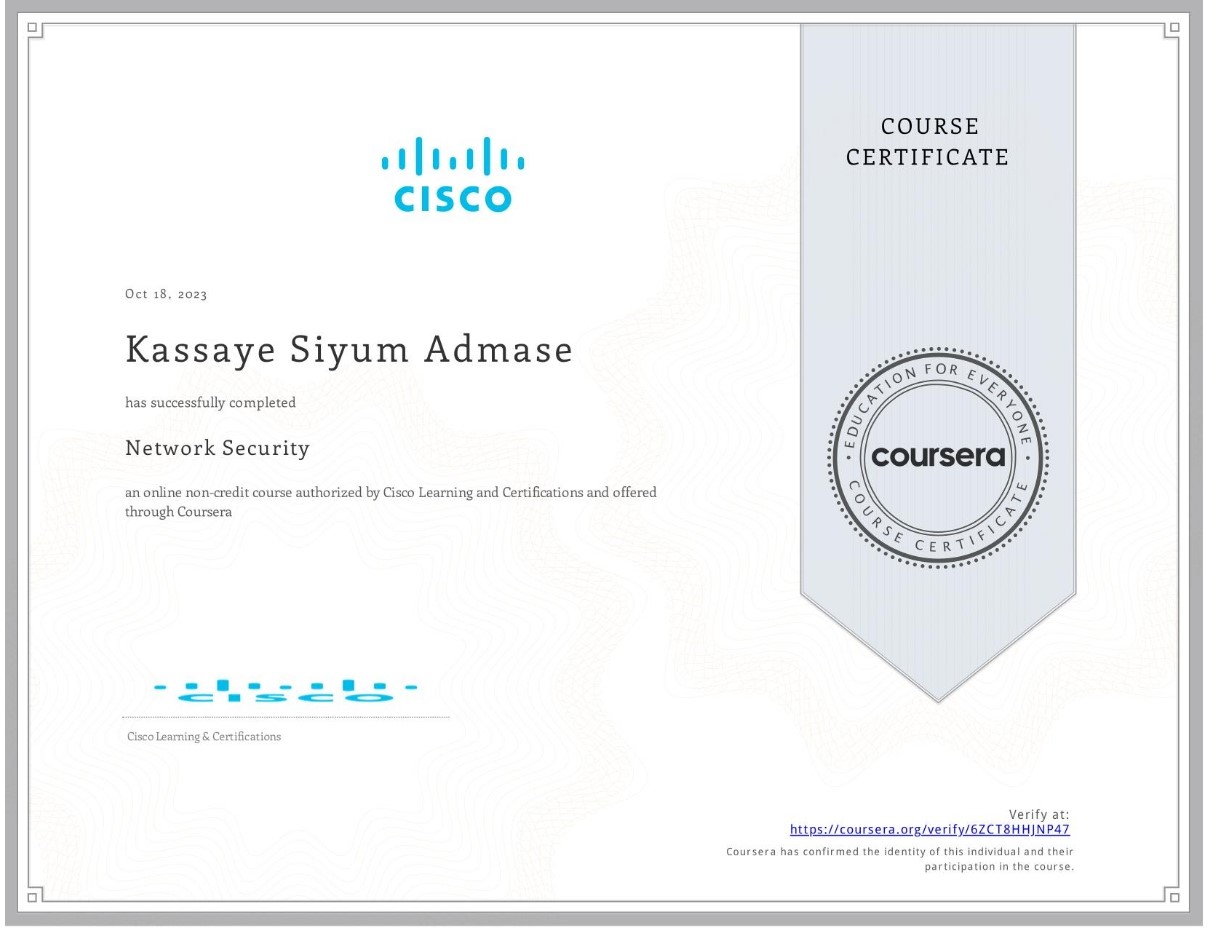 COURSE
CERTIFICATE
CISCO
Oct 18, 2023
Kassaye Siyum Admase
has successfully completed
Network Security
an online non-credit course authorized by Cisco Learning and Certifications and offered
through Coursera
EDUCATION FOR EVERYONE
coursera
COURSE CERTIFICATE
CISCO
Cisco Learning & Certifications
Verify at:
https://coursera.org/verify/6ZCT8HHJNP47
Coursera has confirmed the identity of this individual and their
participation in the course.